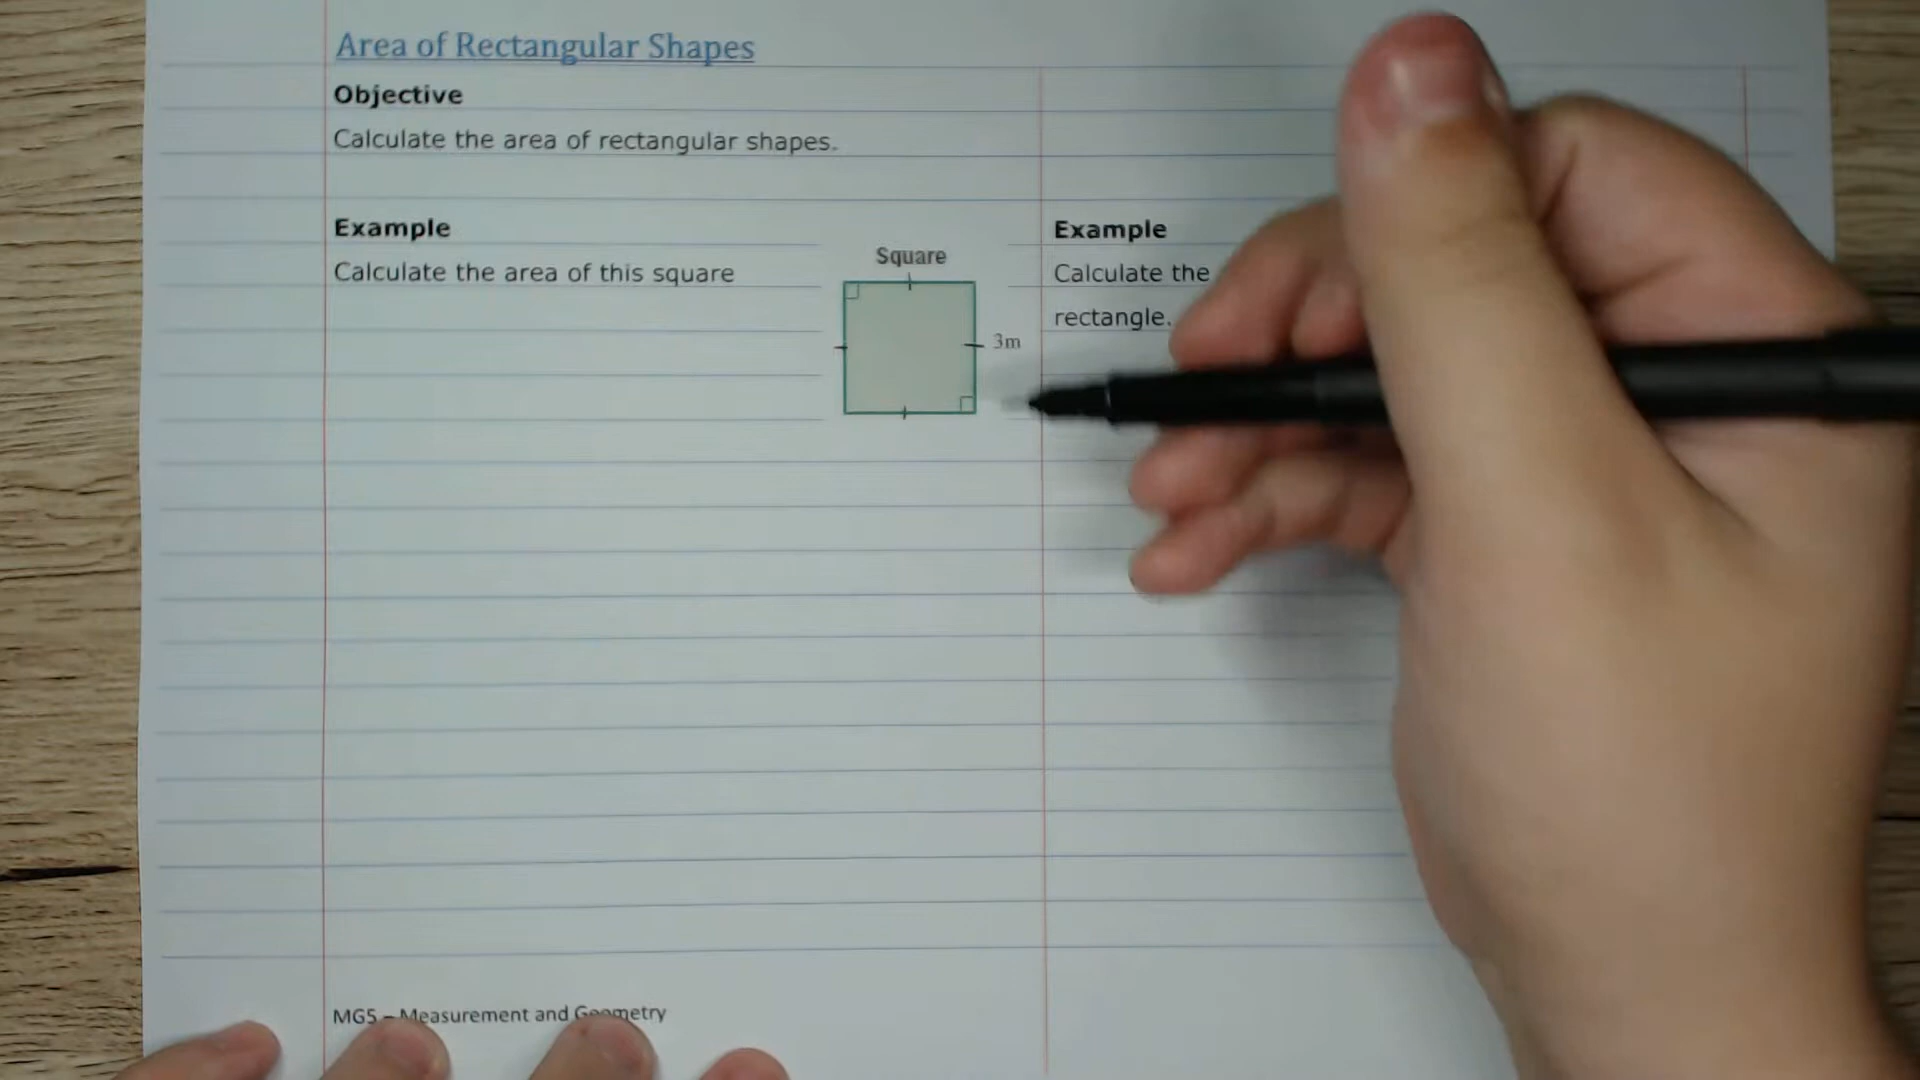 Area of Rectangular Shapes
Objective
Calculate the area of rectangular shapes.
Example
Calculate the area of this square
Square
3m
Example
Calculate the
rectangle.
MG5 – Measurement and Geometry